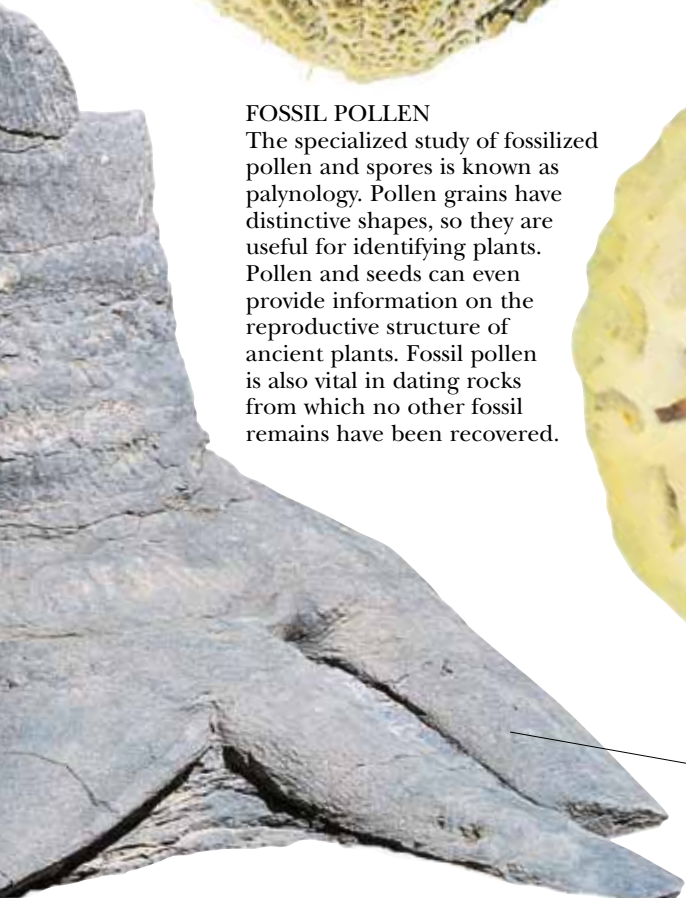 FOSSIL POLLEN
The specialized study of fossilized
pollen and spores is known as
palynology. Pollen grains have
distinctive shapes, so they are
useful for identifying plants.
Pollen and seeds can even
provide information on the
reproductive structure of
ancient plants. Fossil pollen
is also vital in dating rocks
from which no other fossil
remains have been recovered.